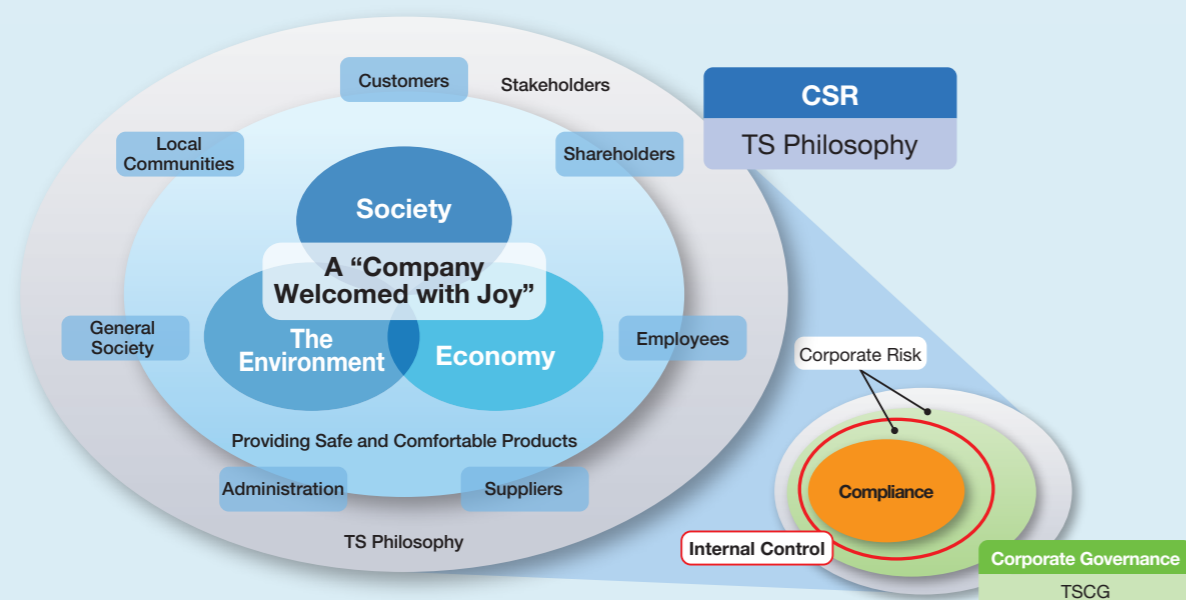 Customers
Stakeholders
CSR
TS Philosophy
Local
Communities
Shareholders
Society
A “Company
Welcomed with Joy”
General
Society
The
Environment
Economy
Employees
Corporate Risk
Providing Safe and Comfortable Products
Administration
Suppliers
Compliance
TS Philosophy
Internal Control
Corporate Governance
TSCG